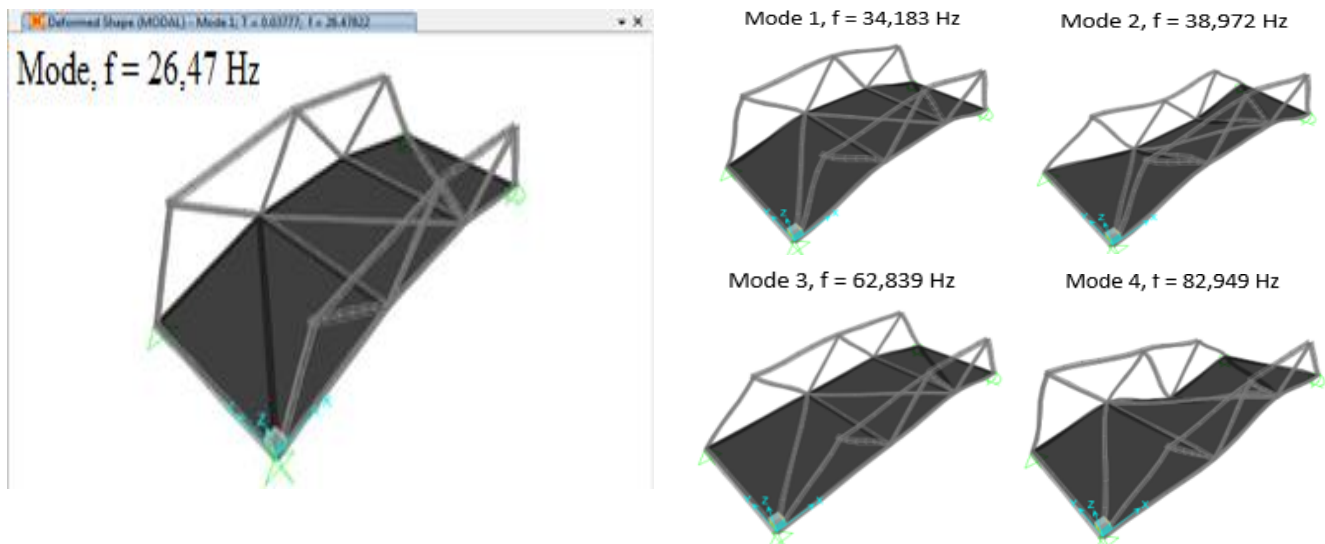 Deformed Shape (MODAL) - Mode 1; T = 0.03777; f = 26.47822
Mode, f = 26,47 Hz
Mode 1, f = 34,183 Hz
Mode 2, f = 38,972 Hz
Mode 3, f = 62,839 Hz
Mode 4, f = 82,949 Hz